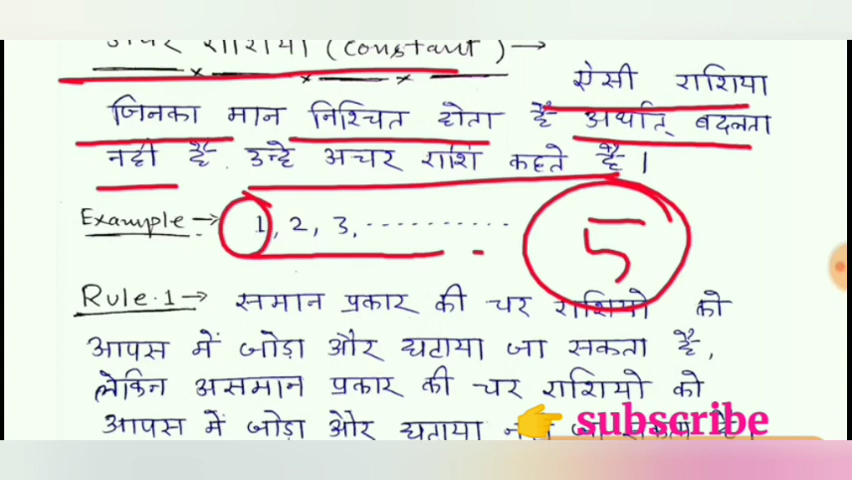 अचर राशियां (Constant) →
ऐसी राशिया
जिनका मान निश्चित होता है अर्थात् बदलता
नही है उन्हे अचर राशि कहते है ।
Example → 1, 2, 3, ..........
5
Rule.1 → समान प्रकार की चर राशियो को
आपस में जोड़ा और घटाया जा सकता है,
लेकिन असमान प्रकार की चर राशियो को
आपस में जोड़ा और घटाया
👉 subscribe